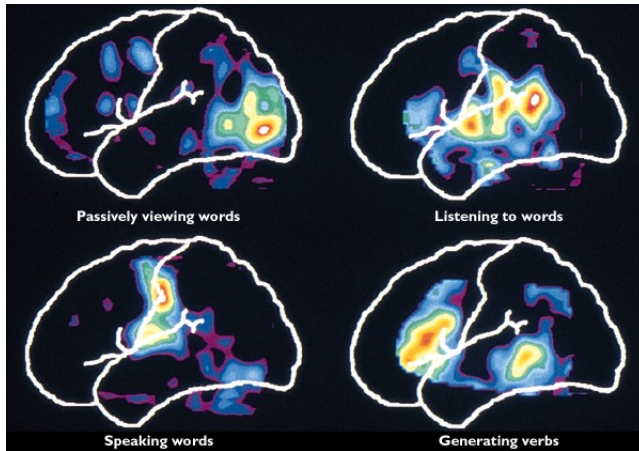 Passively viewing words
Listening to words
Speaking words
Generating verbs